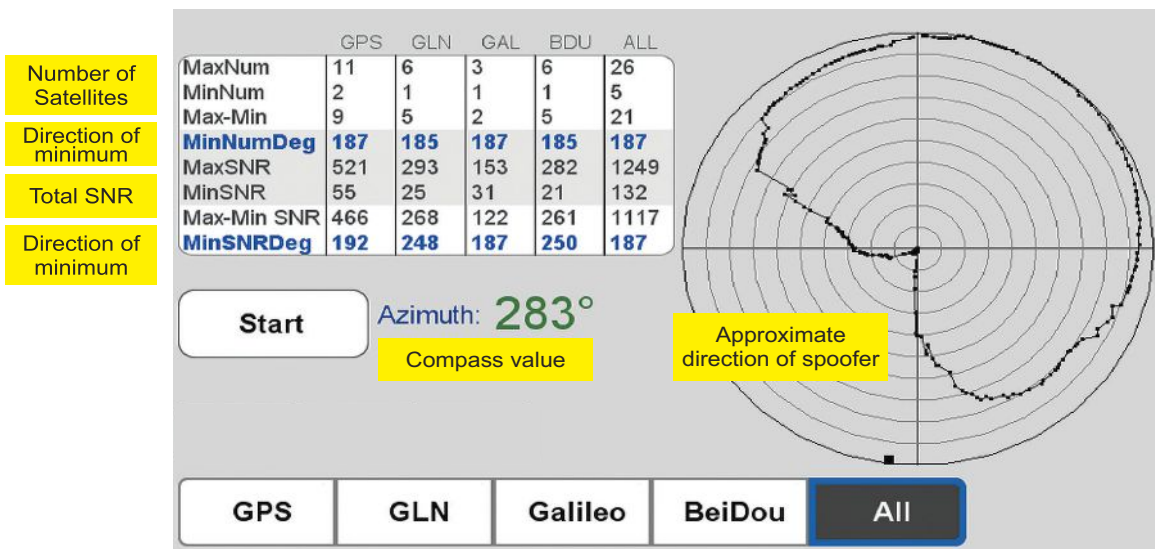 GPS GLN GAL BDU ALL
Number of
Satellites
MaxNum 11 6 3 6 26
MinNum 2 1 1 1 5
Max-Min 9 5 2 5 21
Direction of
minimum
MinNumDeg 187 185 187 185 187
MaxSNR 521 293 153 282 1249
Total SNR
MinSNR 55 25 31 21 132
Max-Min SNR 466 268 122 261 1117
Direction of
minimum
MinSNRDeg 192 248 187 250 187
Start
Azimuth: 283°
Compass value
Approximate
direction of spoofer
GPS GLN Galileo BeiDou All